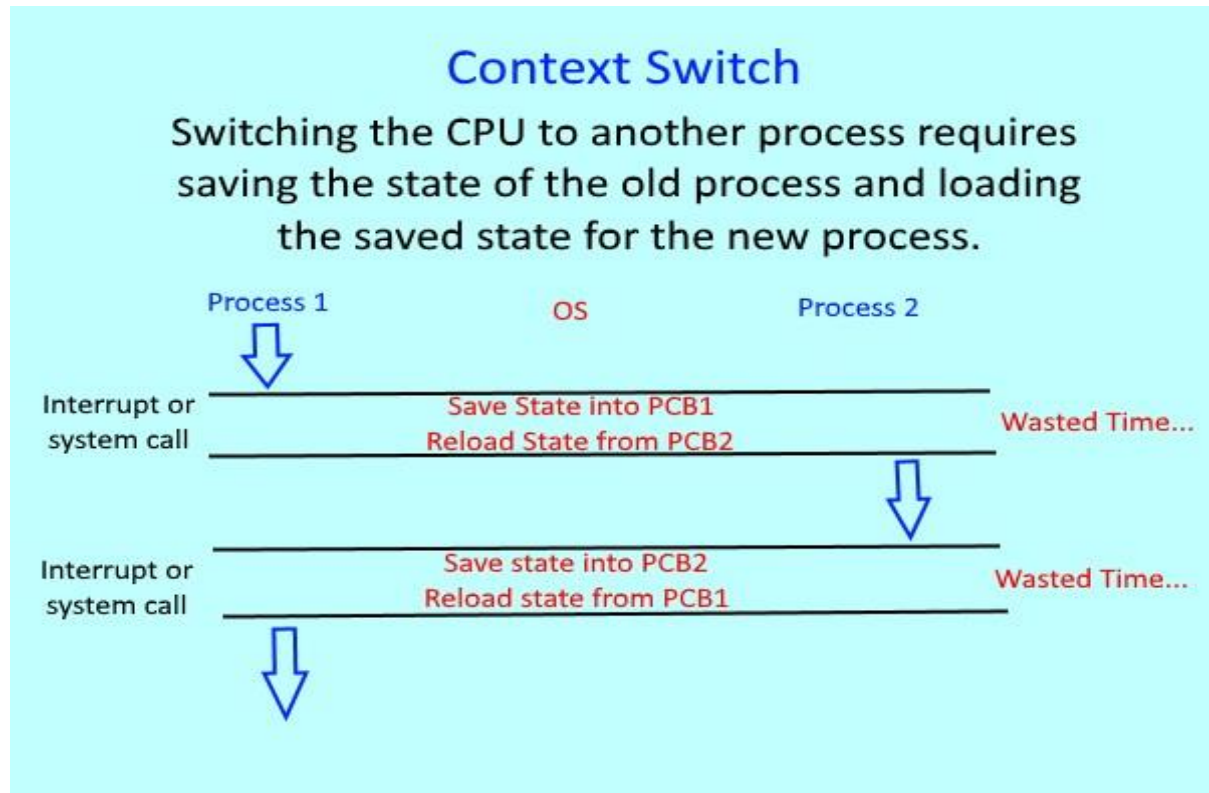 Context Switch
Switching the CPU to another process requires
saving the state of the old process and loading
the saved state for the new process.
Process 1
OS
Process 2
Interrupt or
system call
Save State into PCB1
Reload State from PCB2
Wasted Time...
Interrupt or
system call
Save state into PCB2
Reload state from PCB1
Wasted Time...